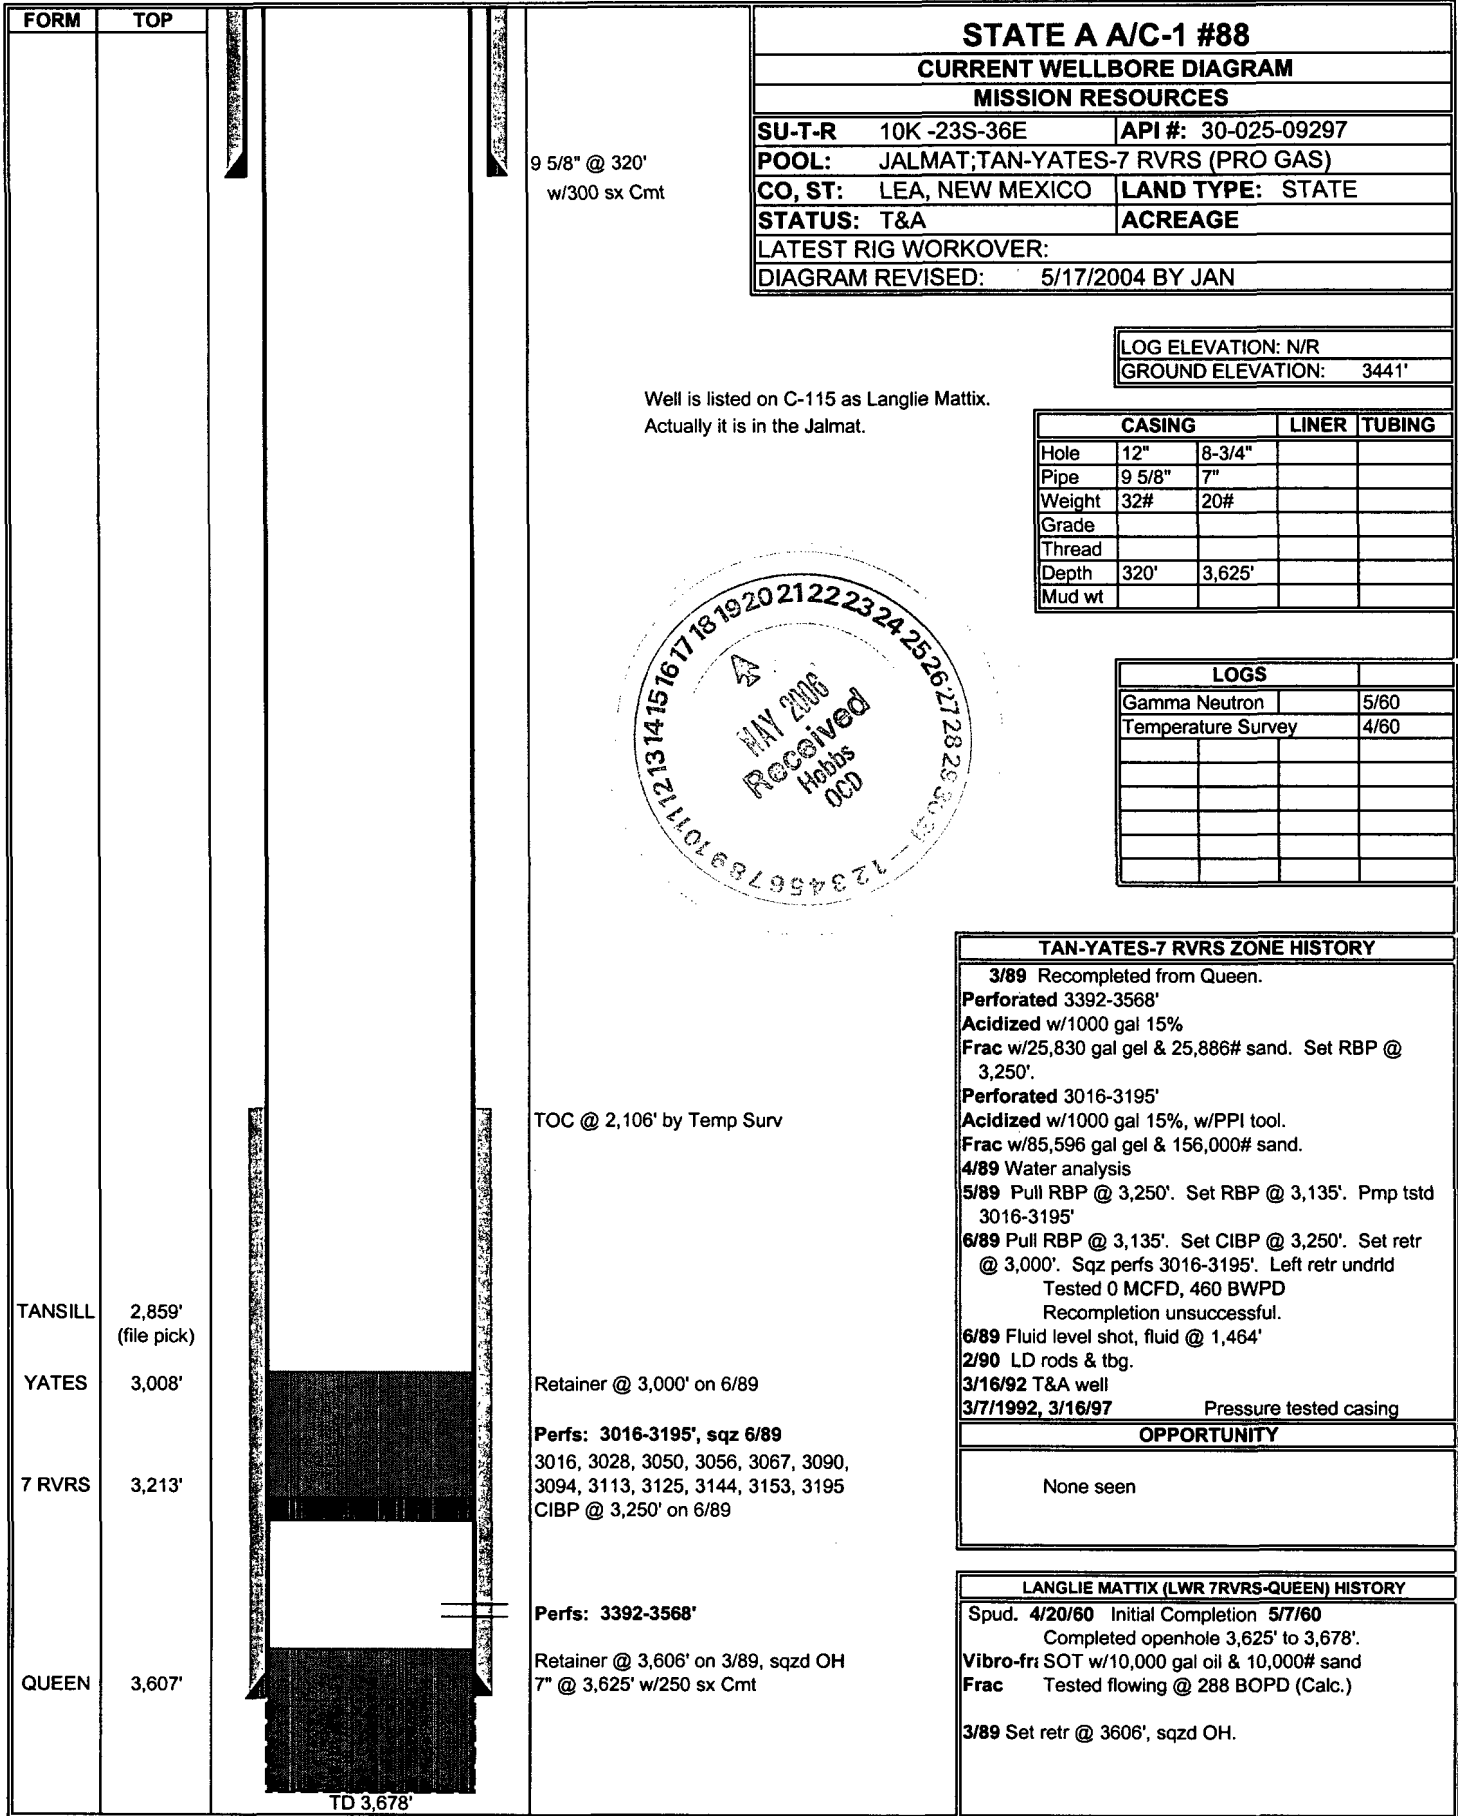 FORM TOP
STATE A A/C-1 #88
CURRENT WELLBORE DIAGRAM
MISSION RESOURCES
SU-T-R 10K -23S-36E API #: 30-025-09297
POOL: JALMAT;TAN-YATES-7 RVRS (PRO GAS)
CO, ST: LEA, NEW MEXICO LAND TYPE: STATE
STATUS: T&A ACREAGE
LATEST RIG WORKOVER:
DIAGRAM REVISED: 5/17/2004 BY JAN
9 5/8" @ 320'
w/300 sx Cmt
LOG ELEVATION: N/R
GROUND ELEVATION: 3441'
Well is listed on C-115 as Langlie Mattix.
Actually it is in the Jalmat.
CASING LINER TUBING
Hole 12" 8-3/4"
Pipe 9 5/8" 7"
Weight 32# 20#
Grade
Thread
Depth 320' 3,625'
Mud wt
1 2 3 4 5 6 7 8 9 10 11 12 13 14 15 16 17 18 19 20 21 22 23 24 25 26 27 28 29 30 31
MAY 2006
Received
Hobbs
OCD
LOGS
Gamma Neutron 5/60
Temperature Survey 4/60
TAN-YATES-7 RVRS ZONE HISTORY
3/89 Recompleted from Queen.
Perforated 3392-3568'
Acidized w/1000 gal 15%
Frac w/25,830 gal gel & 25,886# sand. Set RBP @
3,250'.
Perforated 3016-3195'
Acidized w/1000 gal 15%, w/PPI tool.
Frac w/85,596 gal gel & 156,000# sand.
4/89 Water analysis
5/89 Pull RBP @ 3,250'. Set RBP @ 3,135'. Pmp tstd
3016-3195'
6/89 Pull RBP @ 3,135'. Set CIBP @ 3,250'. Set retr
@ 3,000'. Sqz perfs 3016-3195'. Left retr undrld
Tested 0 MCFD, 460 BWPD
Recompletion unsuccessful.
6/89 Fluid level shot, fluid @ 1,464'
2/90 LD rods & tbg.
3/16/92 T&A well
3/7/1992, 3/16/97 Pressure tested casing
OPPORTUNITY
None seen
TOC @ 2,106' by Temp Surv
TANSILL 2,859'
(file pick)
YATES 3,008'
Retainer @ 3,000' on 6/89
Perfs: 3016-3195', sqz 6/89
3016, 3028, 3050, 3056, 3067, 3090,
7 RVRS 3,213'
3094, 3113, 3125, 3144, 3153, 3195
CIBP @ 3,250' on 6/89
Perfs: 3392-3568'
Retainer @ 3,606' on 3/89, sqzd OH
QUEEN 3,607'
7" @ 3,625' w/250 sx Cmt
TD 3,678'
LANGLIE MATTIX (LWR 7RVRS-QUEEN) HISTORY
Spud. 4/20/60 Initial Completion 5/7/60
Completed openhole 3,625' to 3,678'.
Vibro-fra SOT w/10,000 gal oil & 10,000# sand
Frac Tested flowing @ 288 BOPD (Calc.)
3/89 Set retr @ 3606', sqzd OH.